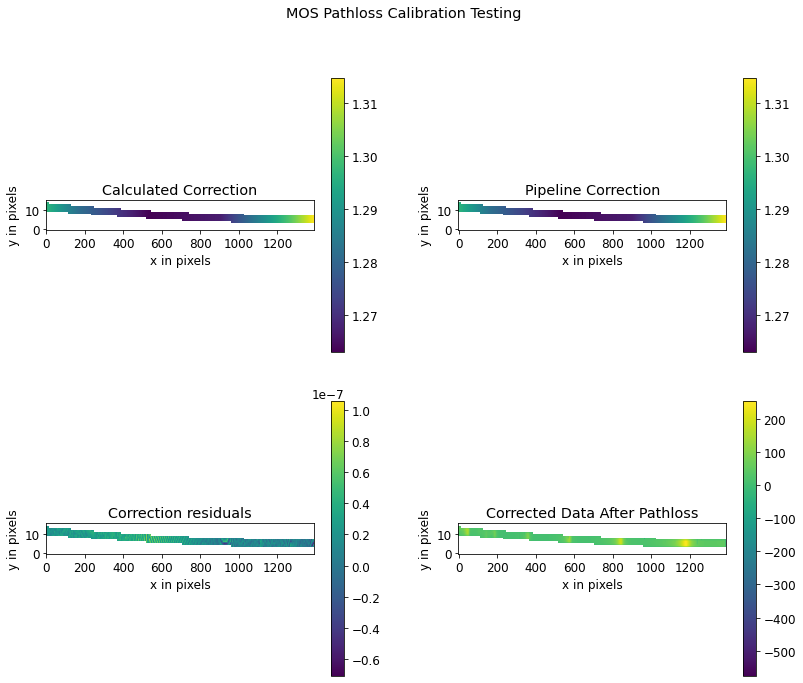 MOS Pathloss Calibration Testing
Calculated Correction
y in pixels
10
0
0 200 400 600 800 1000 1200
x in pixels
1.31
1.30
1.29
1.28
1.27
Pipeline Correction
y in pixels
10
0
0 200 400 600 800 1000 1200
x in pixels
1.31
1.30
1.29
1.28
1.27
Correction residuals
y in pixels
10
0
0 200 400 600 800 1000 1200
x in pixels
1e−7
1.0
0.8
0.6
0.4
0.2
0.0
−0.2
−0.4
−0.6
Corrected Data After Pathloss
y in pixels
10
0
0 200 400 600 800 1000 1200
x in pixels
200
100
0
−100
−200
−300
−400
−500